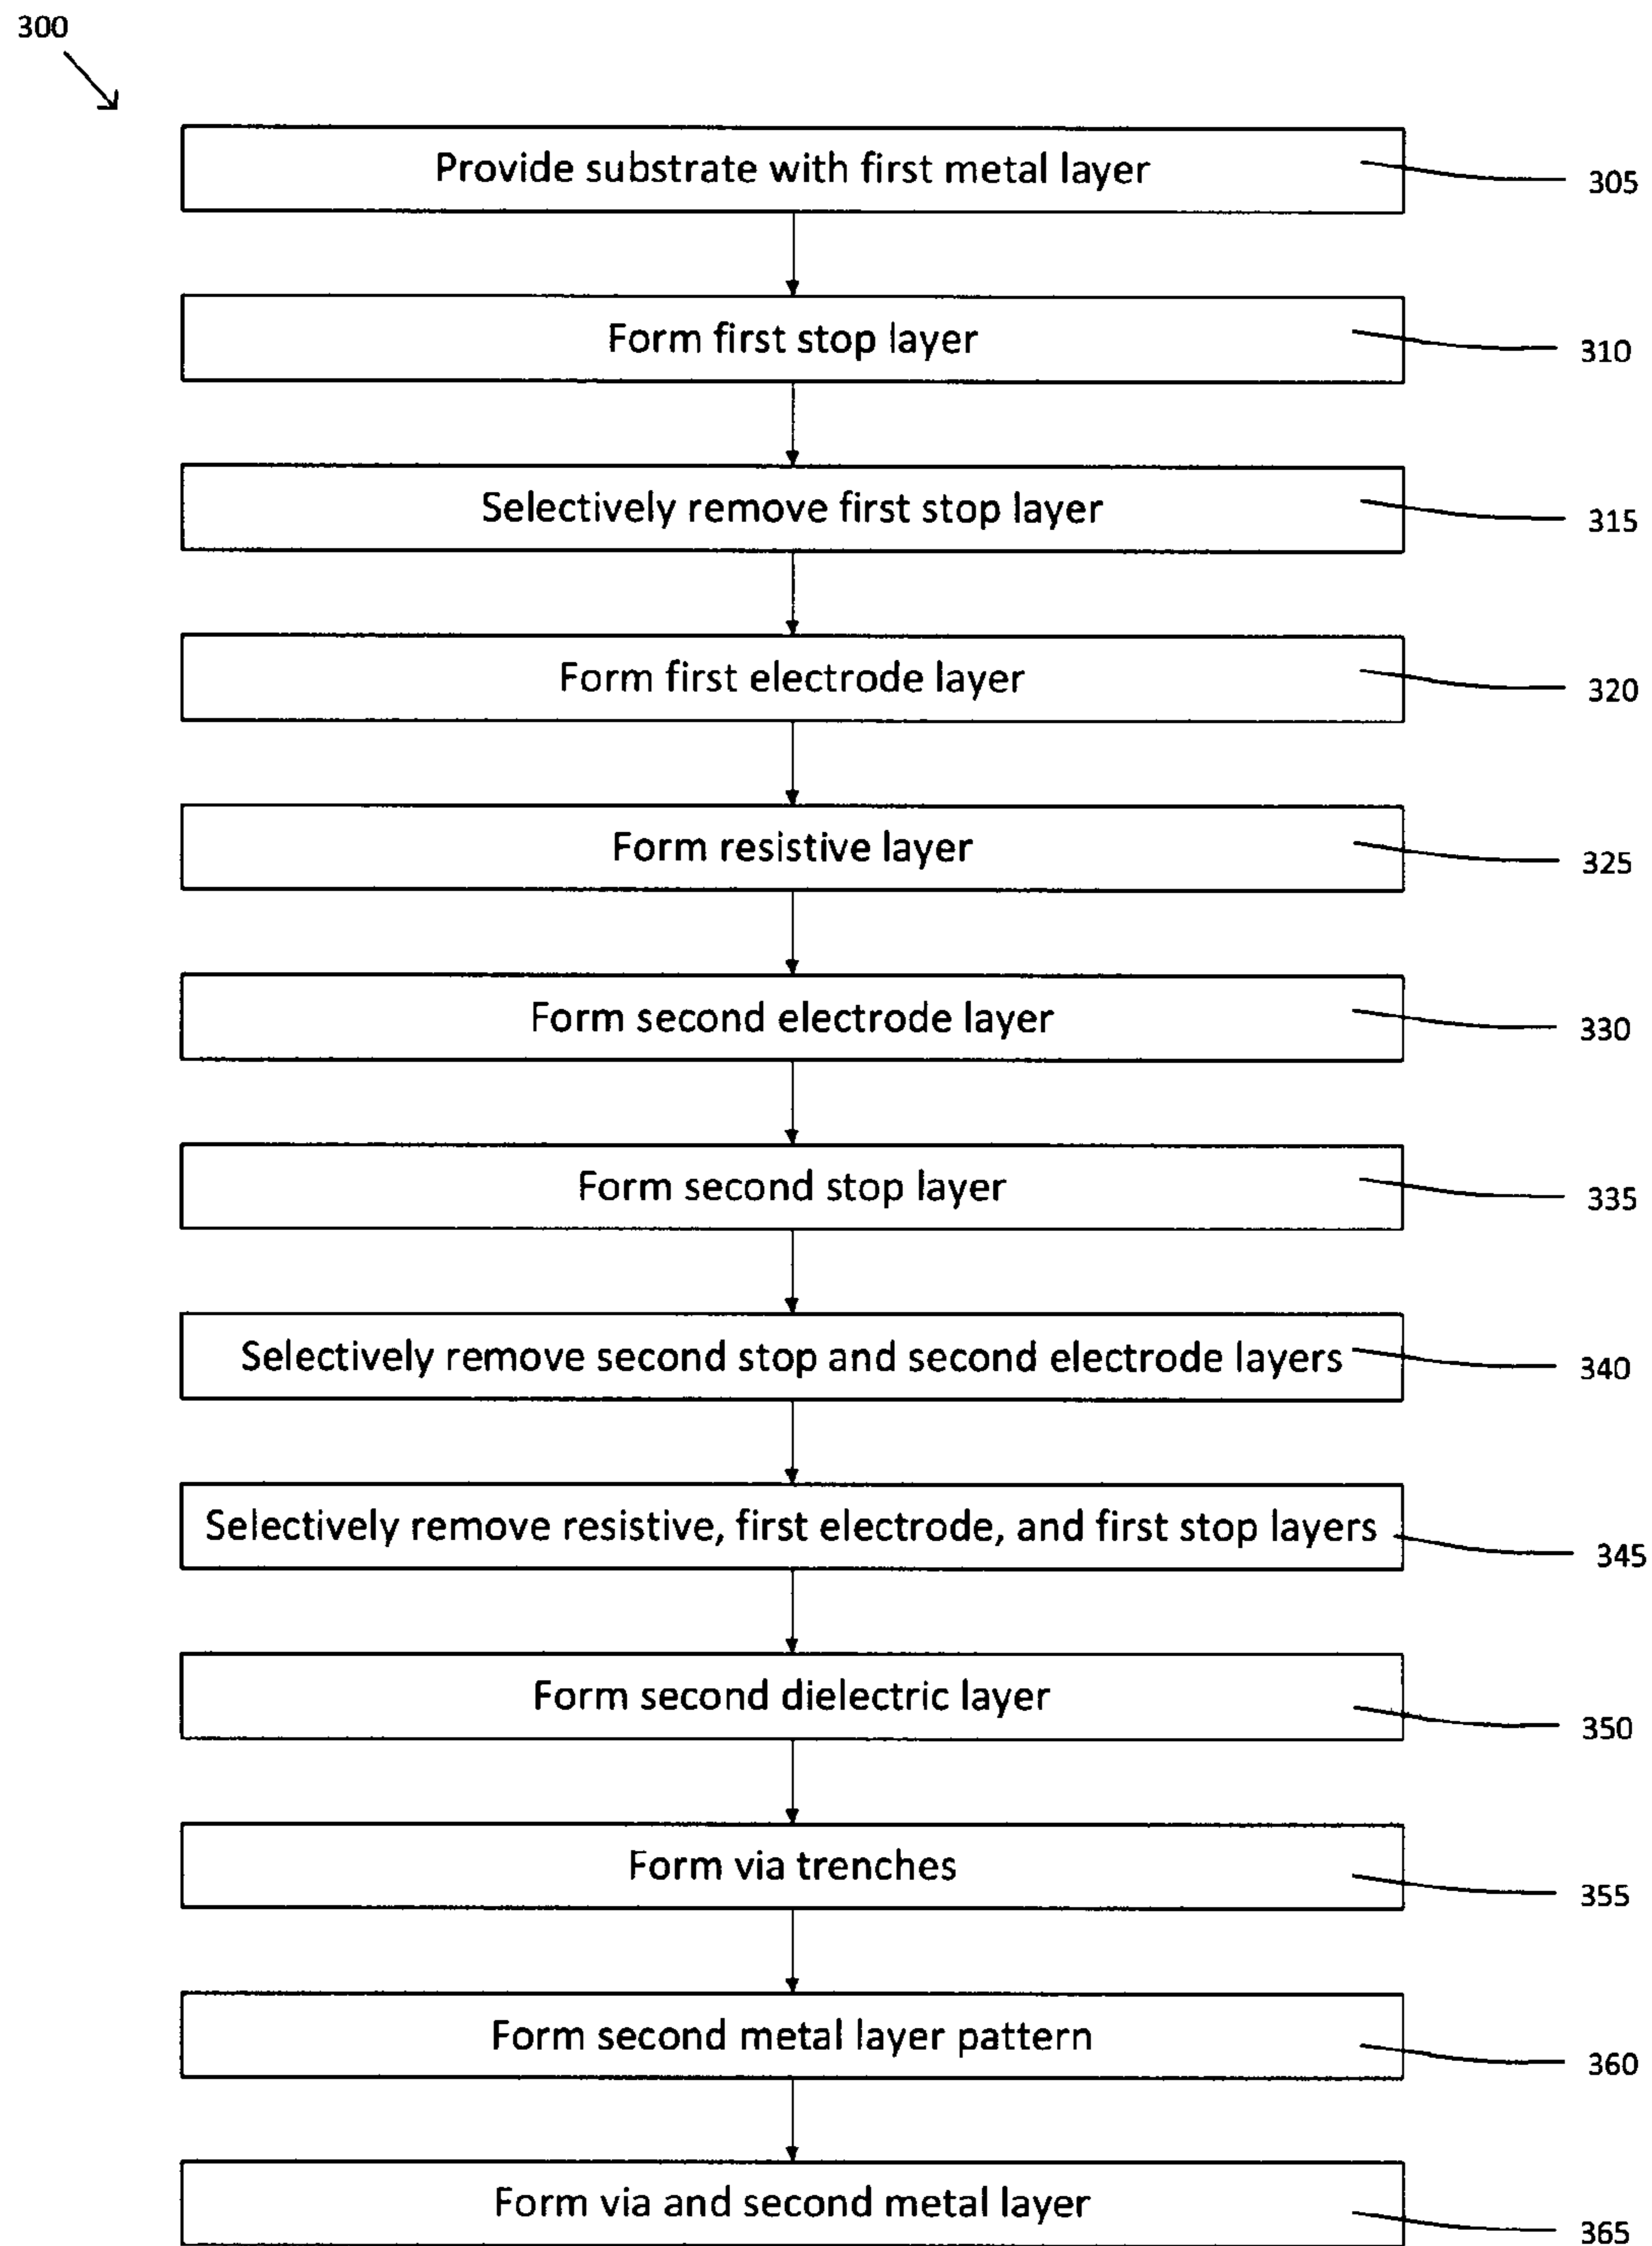 300
Provide substrate with first metal layer
305
Form first stop layer
310
Selectively remove first stop layer
315
Form first electrode layer
320
Form resistive layer
325
Form second electrode layer
330
Form second stop layer
335
Selectively remove second stop and second electrode layers
340
Selectively remove resistive, first electrode, and first stop layers
345
Form second dielectric layer
350
Form via trenches
355
Form second metal layer pattern
360
Form via and second metal layer
365